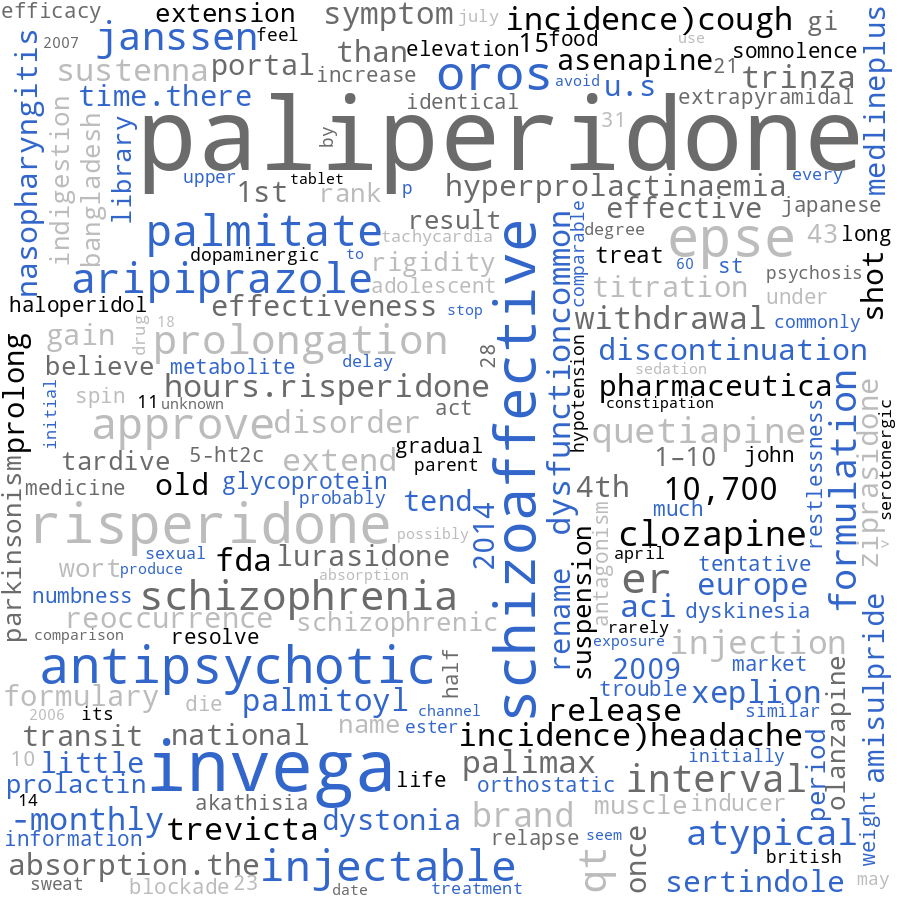 efficacy
extension
symptom
july
incidence)cough
gi
2007
janssen
feel
than
elevation
15
food
asenapine
21
somnolence
use
medlineplus
nasopharyngitis
sustenna
portal
increase
oros
avoid
u.s
trinza
time.there
identical
extrapyramidal
indigestion
bangladesh
library
paliperidone
by
31
upper
1st
tablet
rank
p
hyperprolactinaemia
every
palmitate
result
effective
degree
japanese
tachycardia
comparable
epse
43
long
dopaminergic
to
rigidity
treat
60
st
psychosis
shot
aripiprazole
adolescent
titration
under
haloperidol
effectiveness
stop
schizoaffective
common
withdrawal
commonly
gain
drug
18
prolongation
28
hypotension
discontinuation
prolong
believe
metabolite
delay
sedation
spin
initial
hours.risperidone
pharmaceutica
11
unknown
act
constipation
approve
disorder
dysfunction
quetiapine
restlessness
formulation
ziprasidone
serotonergic
v
tardive
5-ht2c
extend
gradual
parent
1–10
john
parkinsonism
medicine
old
glycoprotein
probably
tend
4th
10,700
much
risperidone
possibly
2014
antagonism
clozapine
sexual
fda
lurasidone
suspension
april
wort
produce
absorption
er
tentative
numbness
schizophrenia
rename
aci
europe
dyskinesia
reoccurrence
schizophrenic
rarely
comparison
resolve
exposure
injection
antipsychotic
half
2009
market
amisulpride
formulary
die
palmitoyl
channel
trouble
xeplion
olanzapine
2006
its
name
ester
release
similar
transit
national
incidence)headache
period
10
little
invega
palimax
initially
prolactin
life
orthostatic
interval
14
akathisia
brand
muscle
inducer
-monthly
trevicta
dystonia
information
relapse
seem
once
atypical
weight
absorption.the
injectable
qt
british
sweat
blockade
23
date
treatment
sertindole
may